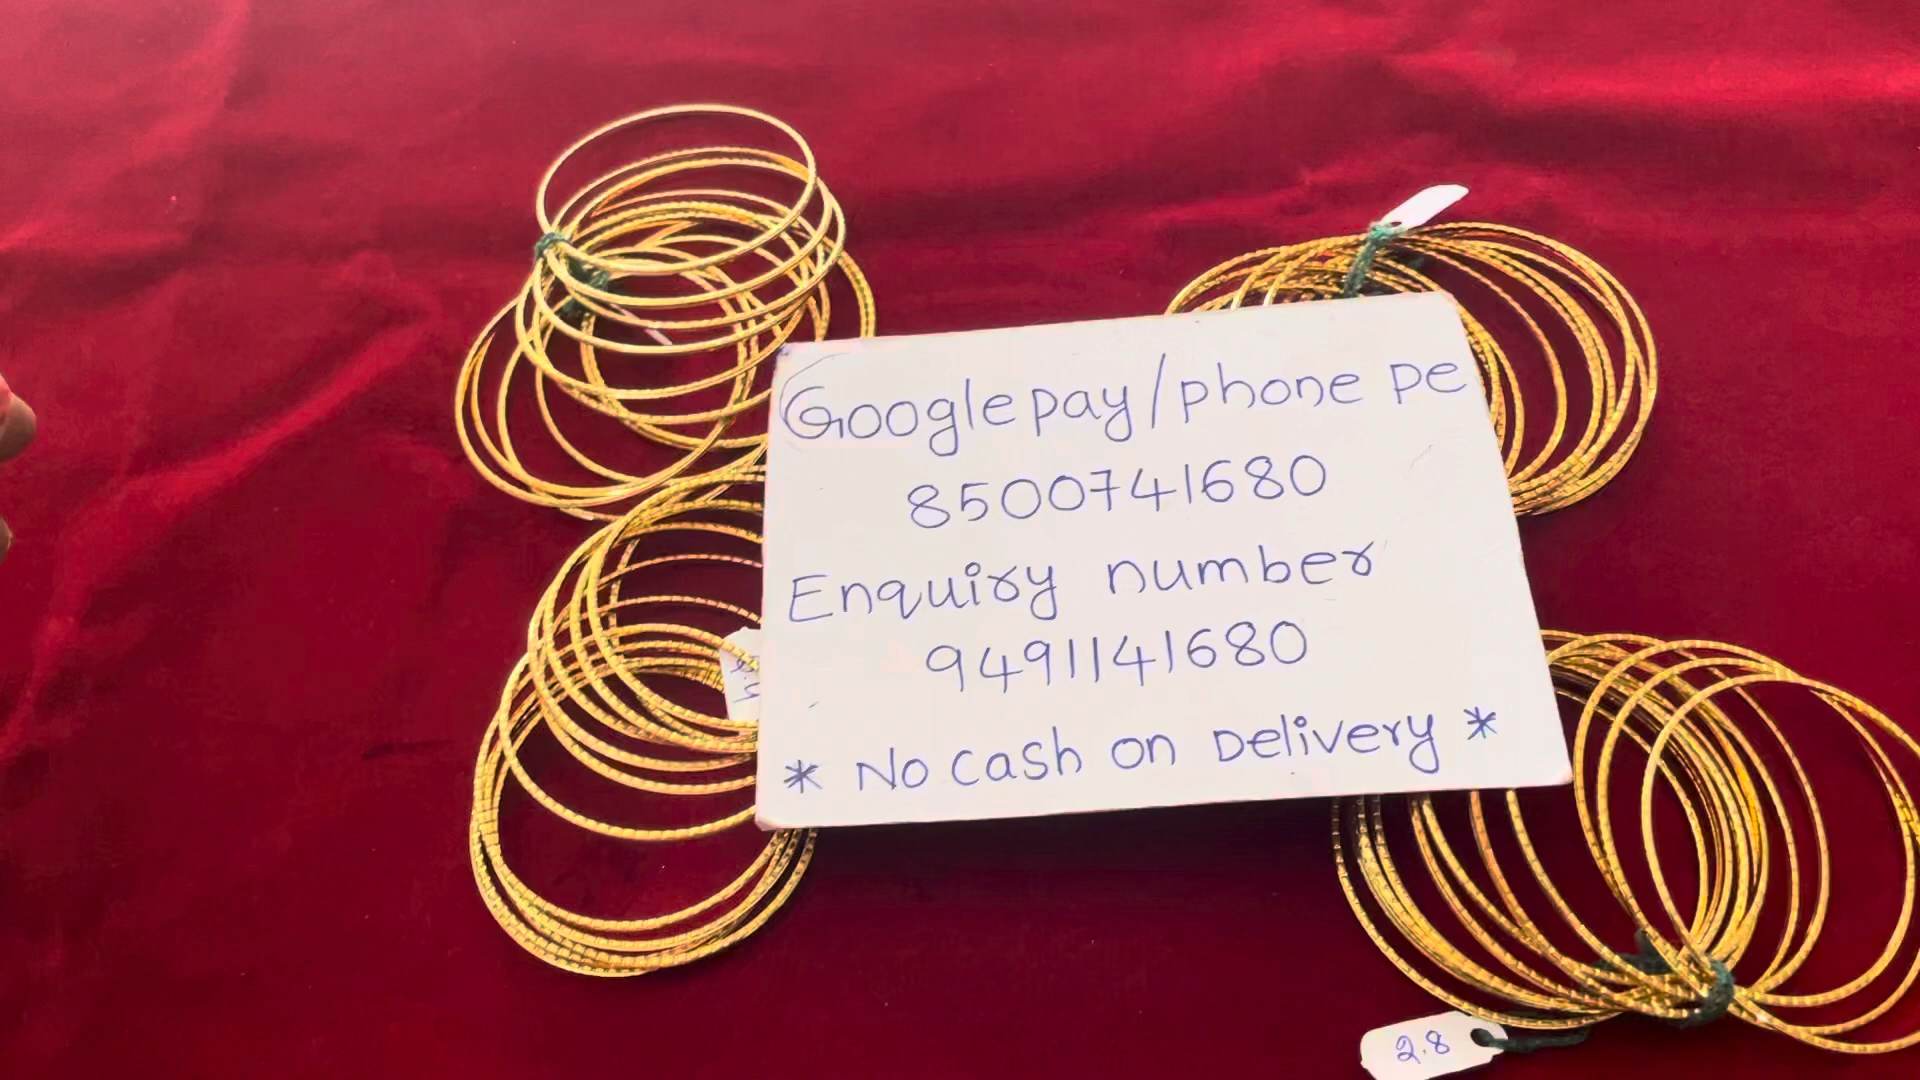 Googlepay/phone pe
8500741680
Enquiry number
9491141680
* No cash on Delivery *
2.8